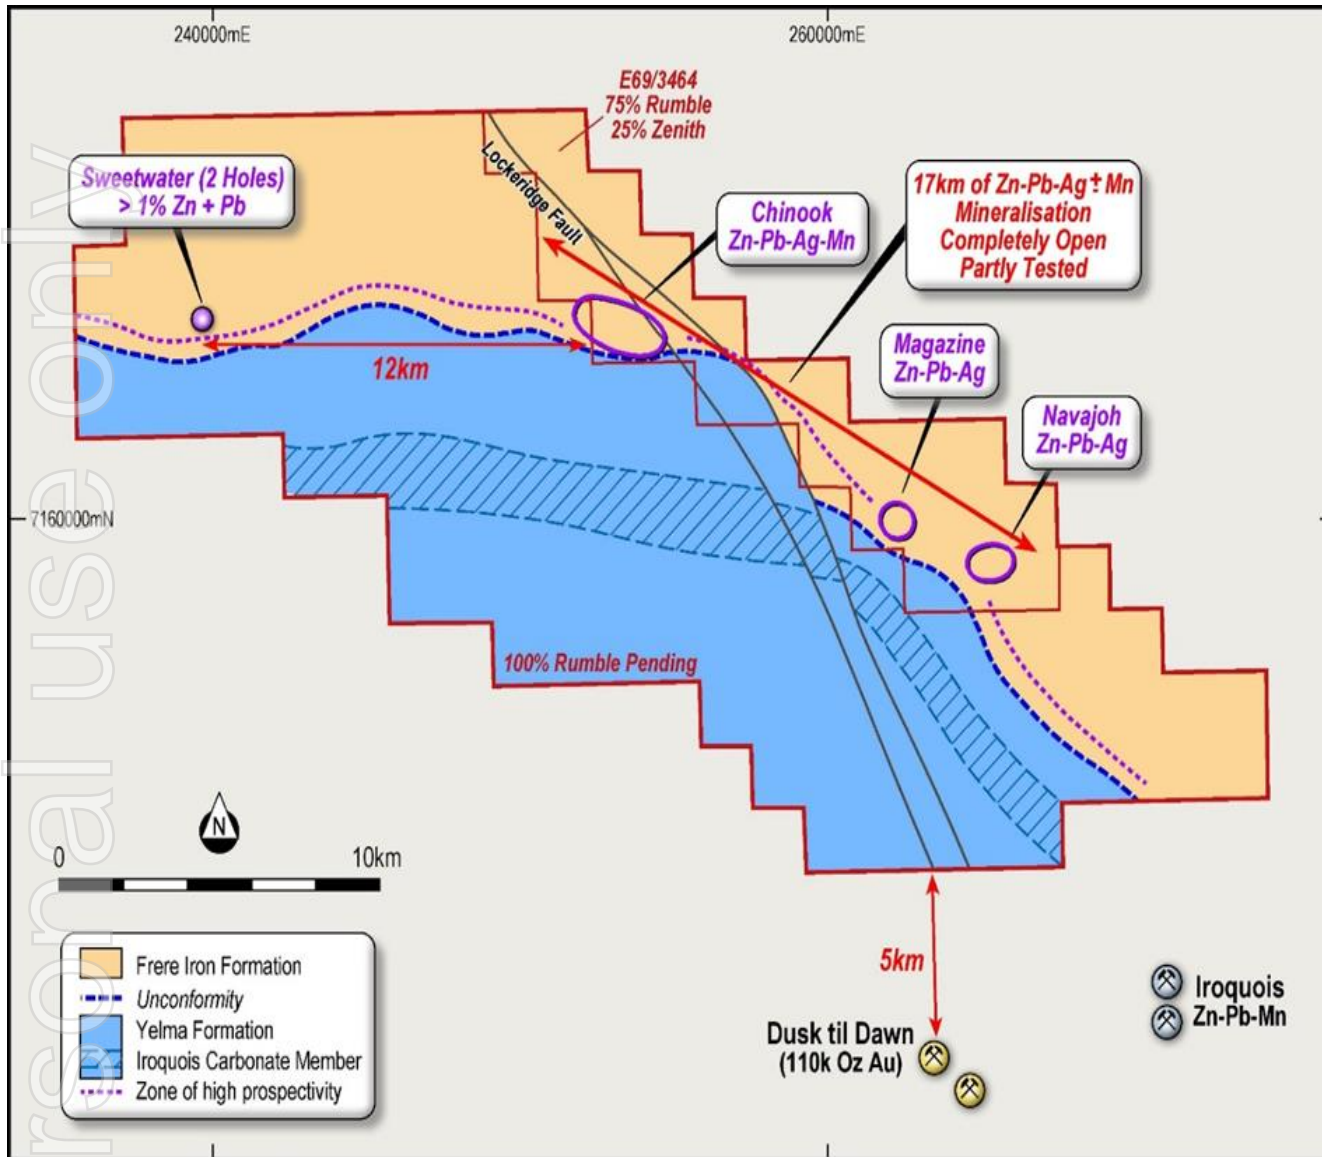 240000mE
260000mE
E69/3464
75% Rumble
25% Zenith
Lockeridge Fault
Sweetwater (2 Holes)
> 1% Zn + Pb
Chinook
Zn-Pb-Ag-Mn
17km of Zn-Pb-Ag ± Mn
Mineralisation
Completely Open
Partly Tested
12km
Magazine
Zn-Pb-Ag
Navajoh
Zn-Pb-Ag
7160000mN
100% Rumble Pending
N
0
10km
5km
Frere Iron Formation
Unconformity
Yelma Formation
Iroquois Carbonate Member
Zone of high prospectivity
Dusk til Dawn
(110k Oz Au)
Iroquois
Zn-Pb-Mn
rsonal use only